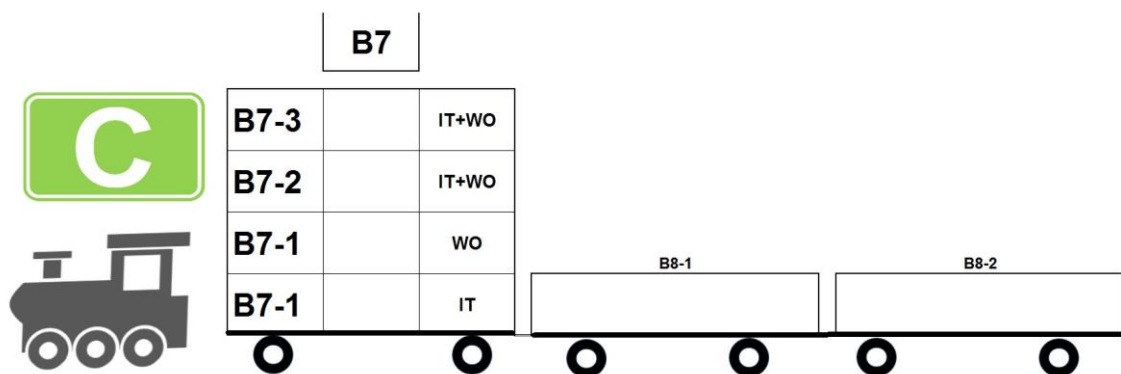 B7
C
B7-3 IT+WO
B7-2 IT+WO
B7-1 WO
B7-1 IT
B8-1 B8-2